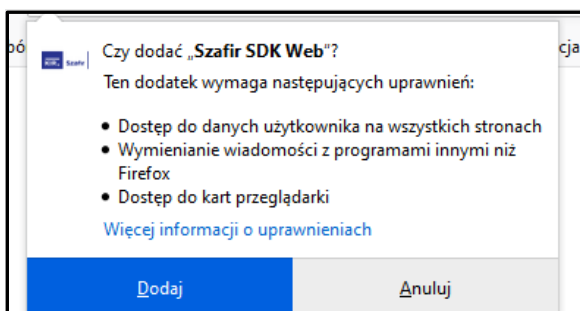 Czy dodać „Szafir SDK Web”?
Ten dodatek wymaga następujących uprawnień:
• Dostęp do danych użytkownika na wszystkich stronach
• Wymienianie wiadomości z programami innymi niż
Firefox
• Dostęp do kart przeglądarki
Więcej informacji o uprawnieniach
Dodaj
Anuluj